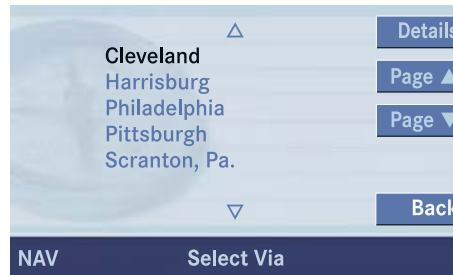 Details
Cleveland
Harrisburg
Page ▲
Philadelphia
Page ▼
Pittsburgh
Scranton, Pa.
Back
NAV Select Via